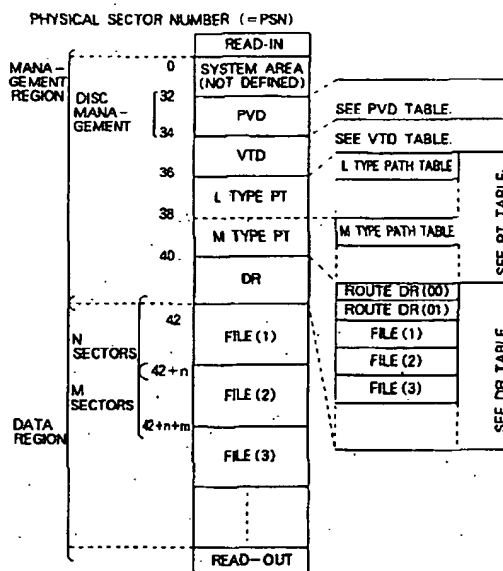 PHYSICAL SECTOR NUMBER (=PSN)
READ-IN
MANA-
GEMENT
REGION
0
SYSTEM AREA
(NOT DEFINED)
32
DISC
MANA-
GEMENT
PVD
SEE PVD TABLE.
34
VTD
SEE VTD TABLE.
36
L TYPE PT
L TYPE PATH TABLE
38
M TYPE PT
M TYPE PATH TABLE
SEE PT TABLE.
40
DR
ROUTE DR(00)
ROUTE DR(01)
FILE(1)
FILE(2)
FILE(3)
SEE DR TABLE.
42
N
SECTORS
FILE(1)
42+n
M
SECTORS
FILE(2)
42+n+m
DATA
REGION
FILE(3)
READ-OUT